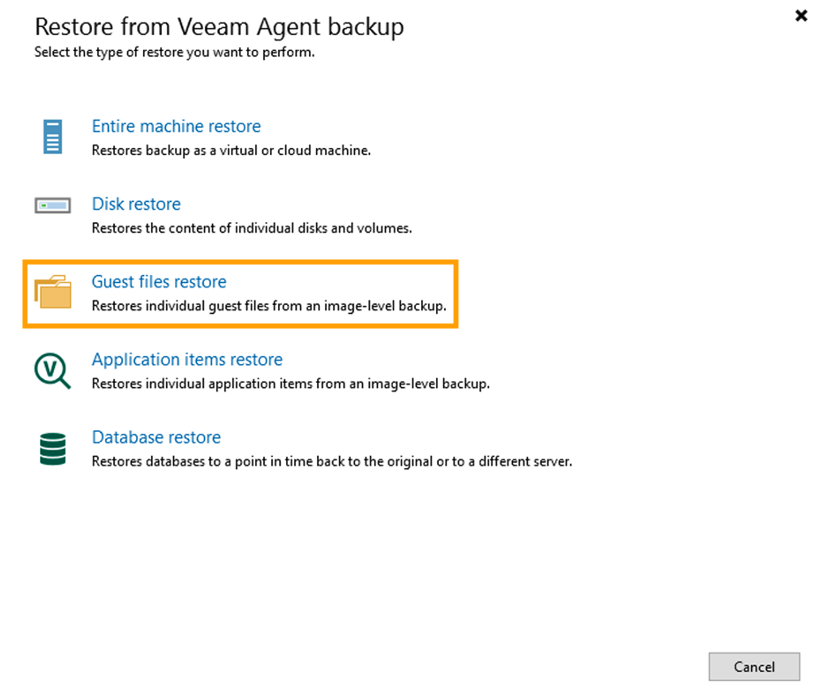 Restore from Veeam Agent backup
Select the type of restore you want to perform.
Entire machine restore
Restores backup as a virtual or cloud machine.
Disk restore
Restores the content of individual disks and volumes.
Guest files restore
Restores individual guest files from an image-level backup.
Application items restore
Restores individual application items from an image-level backup.
Database restore
Restores databases to a point in time back to the original or to a different server.
Cancel